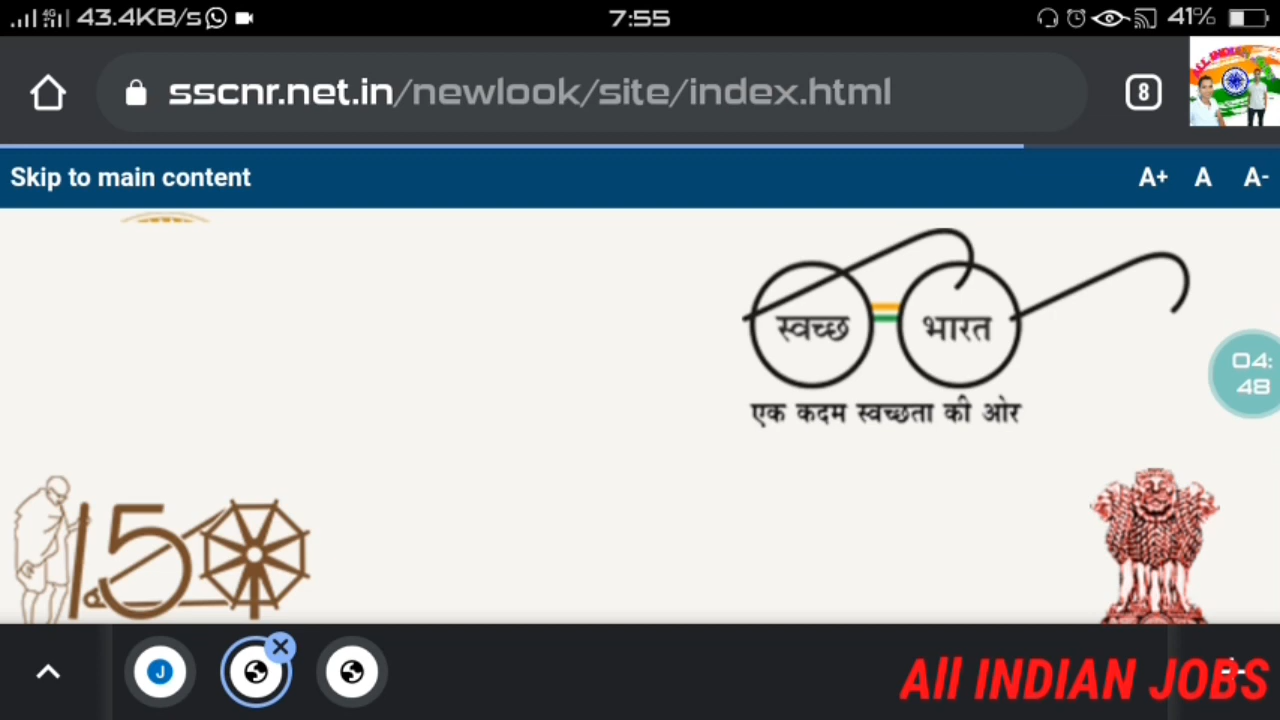 4G 43.4KB/s 7:55 41%
sscnr.net.in/newlook/site/index.html 8
Skip to main content A+ A A-
स्वच्छ भारत
एक कदम स्वच्छता की ओर
04:
48
150
J
All INDIAN JOBS